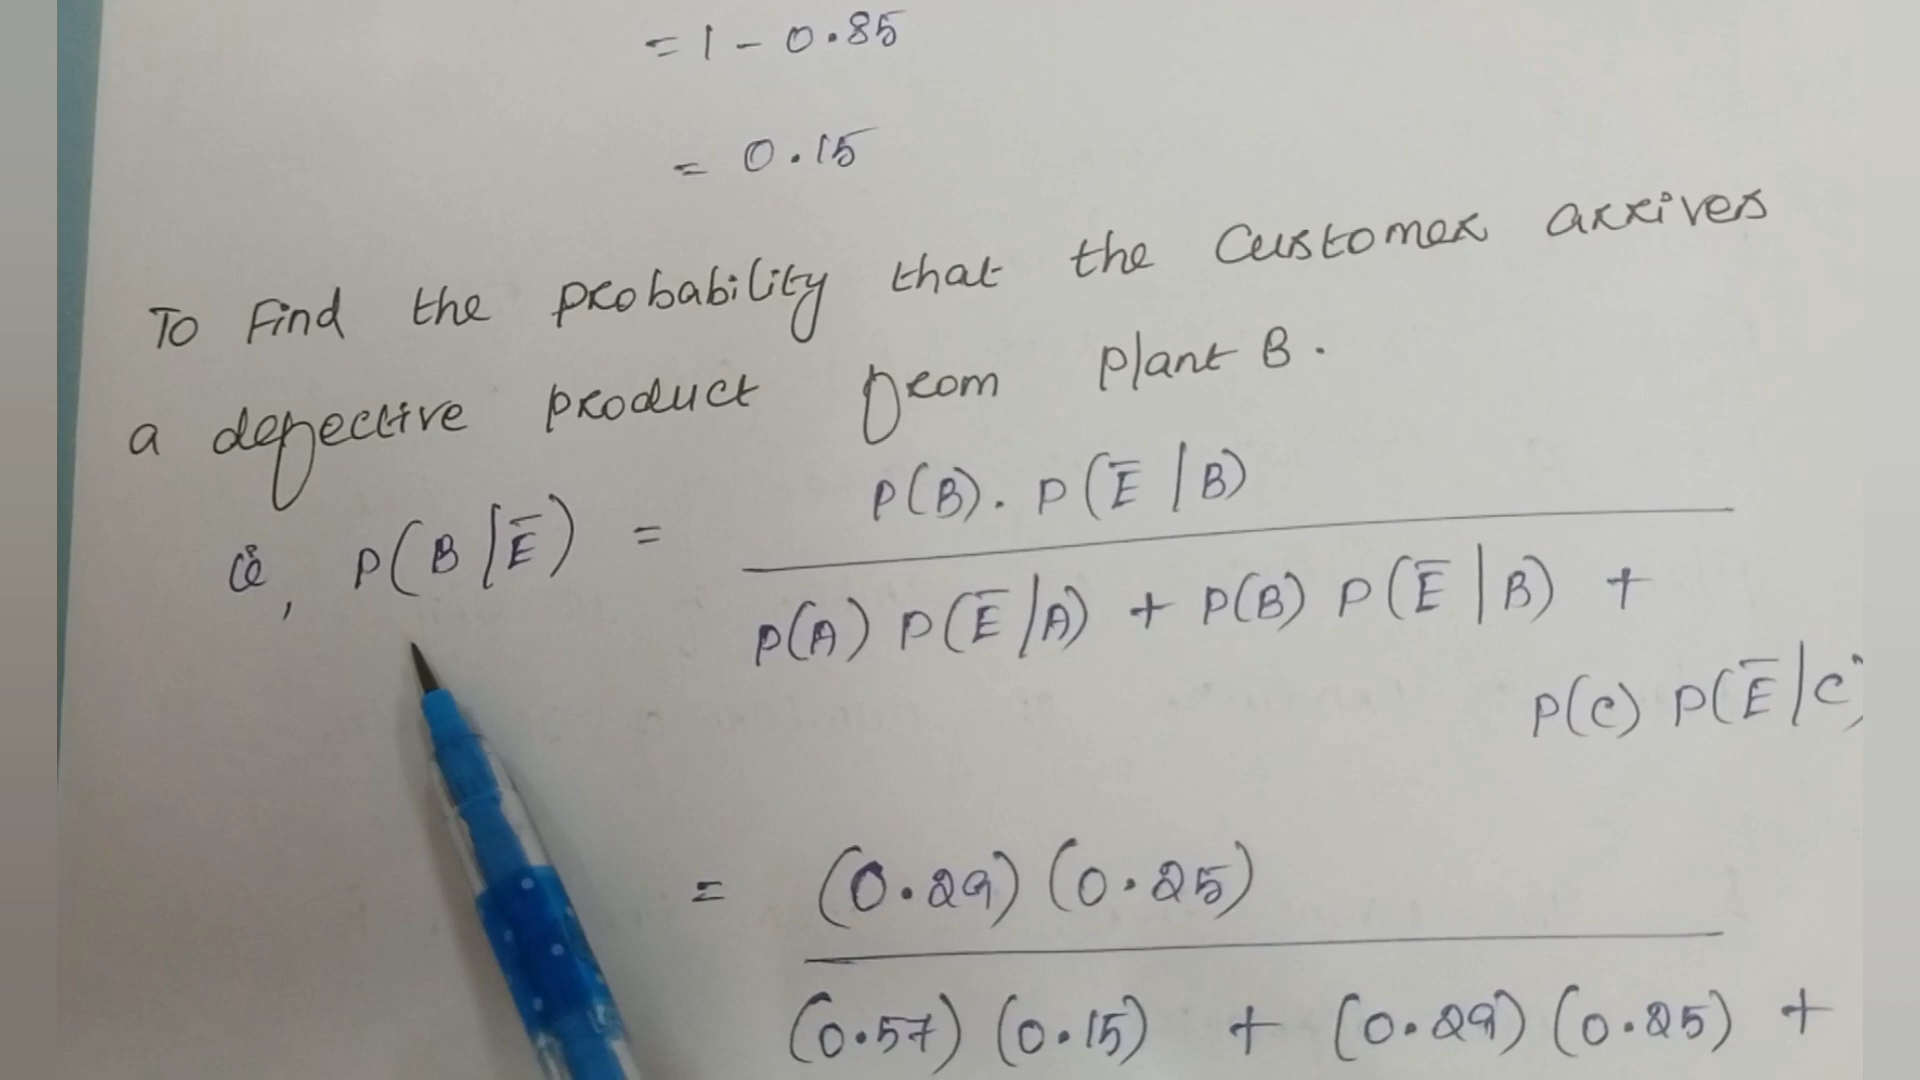 = 1 - 0.85
= 0.15
To Find the probability that the Customer arrives
a defective product from plant B.
ie, P(B|E̅) = P(B). P(E̅|B)
P(A) P(E̅|A) + P(B) P(E̅|B) +
P(C) P(E̅|C)
= (0.29) (0.25)
(0.57) (0.15) + (0.29) (0.25) +